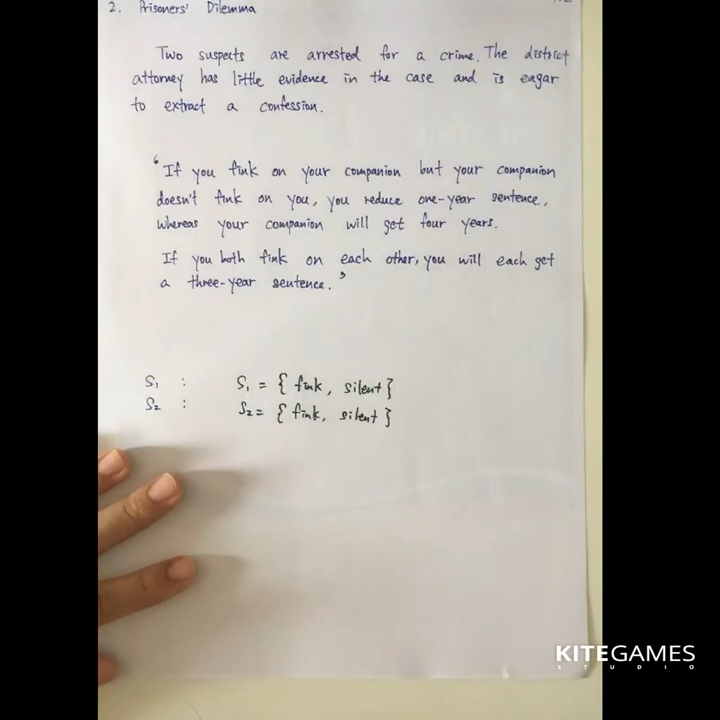 2. Prisoners' Dilemma
Two suspects are arrested for a crime. The district
attorney has little evidence in the case and is eagar
to extract a confession.
"If you fink on your companion but your companion
doesn't fink on you, you reduce one-year sentence,
whereas your companion will get four years.
If you both fink on each other, you will each get
a three-year sentence."
S₁ : S₁ = { fink, silent }
S₂ : S₂ = { fink, silent }
KITEGAMES
STUDIO